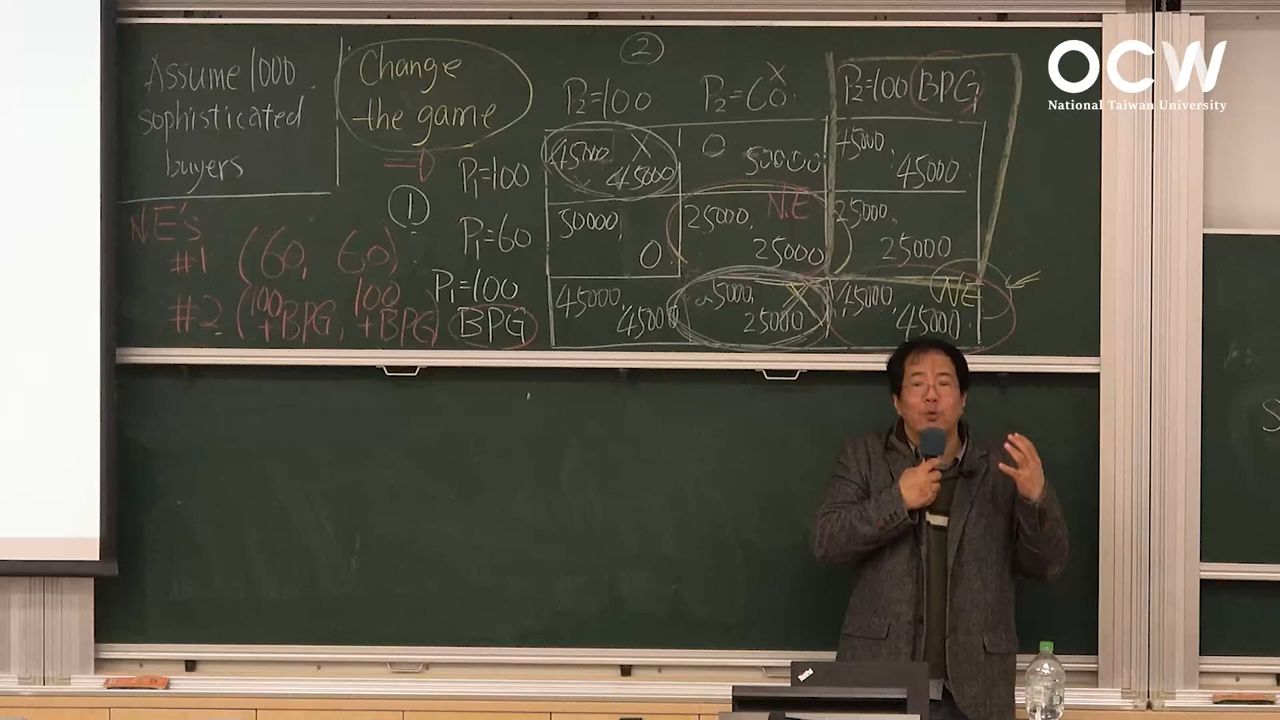 Assume 1000
sophisticated
buyers
Change
the game
=0
NE's
#1 (60, 60)
#2 (100+BPG, 100+BPG)
①
②
P₂=100
P₂=60 X
P₂=100 BPG
P₁=100
45000, X 45000
0 50000
45000, 45000
P₁=60
50000, 0
25000, N.E 25000
25000, 25000
P₁=100
BPG
45000, 45000
25000, X 25000
45000, NE 45000
OCW
National Taiwan University